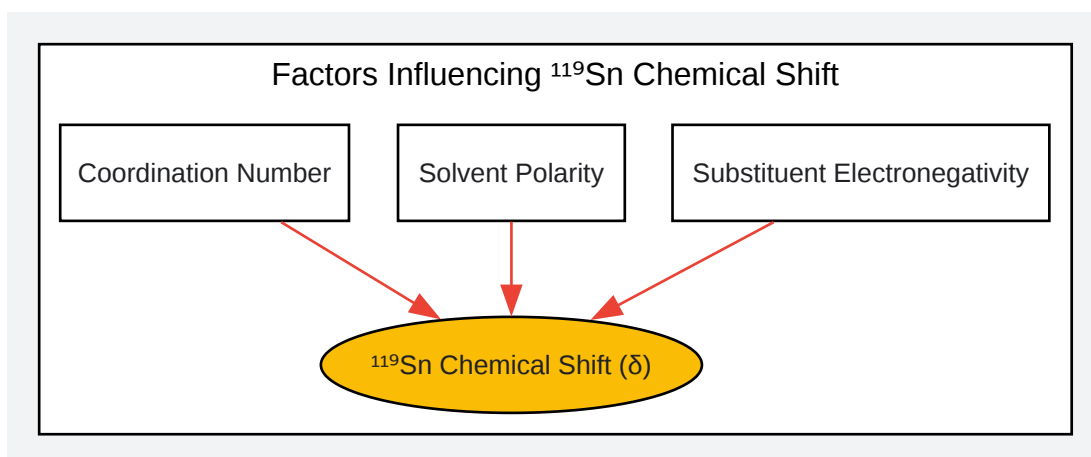 Factors Influencing ¹¹⁹Sn Chemical Shift
Coordination Number
Solvent Polarity
Substituent Electronegativity
¹¹⁹Sn Chemical Shift (δ)